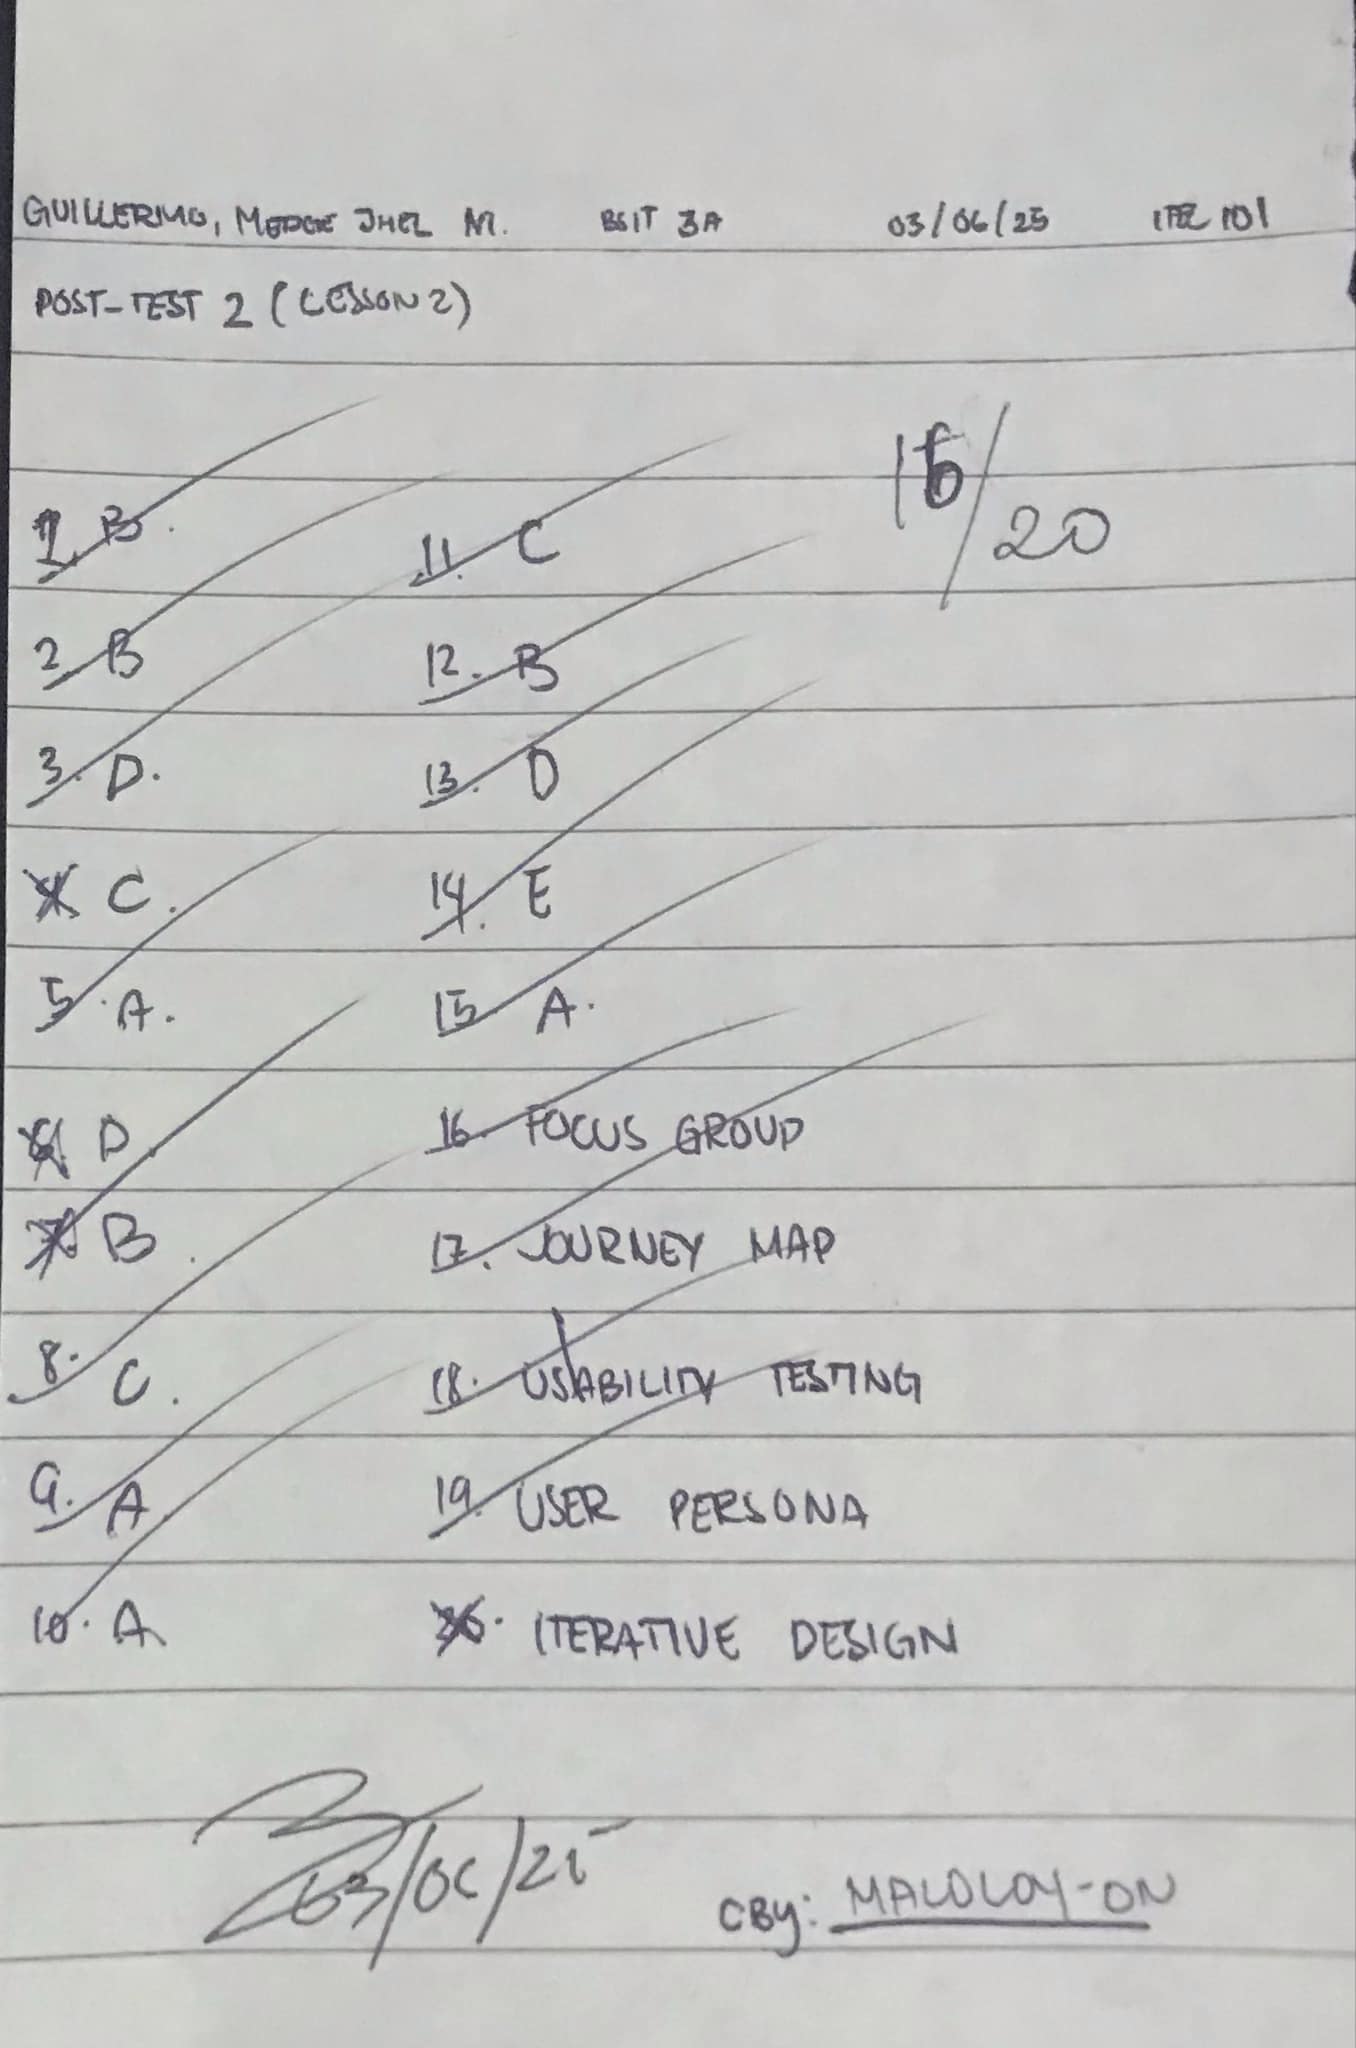 GUILLERMO, MEDGE JHEL M. BSIT 3A 03/06/25 ITEL 101
POST-TEST 2 (LESSON 2)
16/20
1. B.
2. B
3. D.
4. C.
5. A.
6. D.
7. B.
8. C.
9. A
10. A
11. C
12. B
13. D
14. E
15. A.
16. FOCUS GROUP
17. JOURNEY MAP
18. USABILITY TESTING
19. USER PERSONA
20. ITERATIVE DESIGN
03/06/25
CBY: MALOLOY-ON